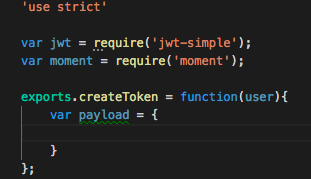 'use strict'
var jwt = require('jwt-simple');
var moment = require('moment');
exports.createToken = function(user){
var payload = {
}
};